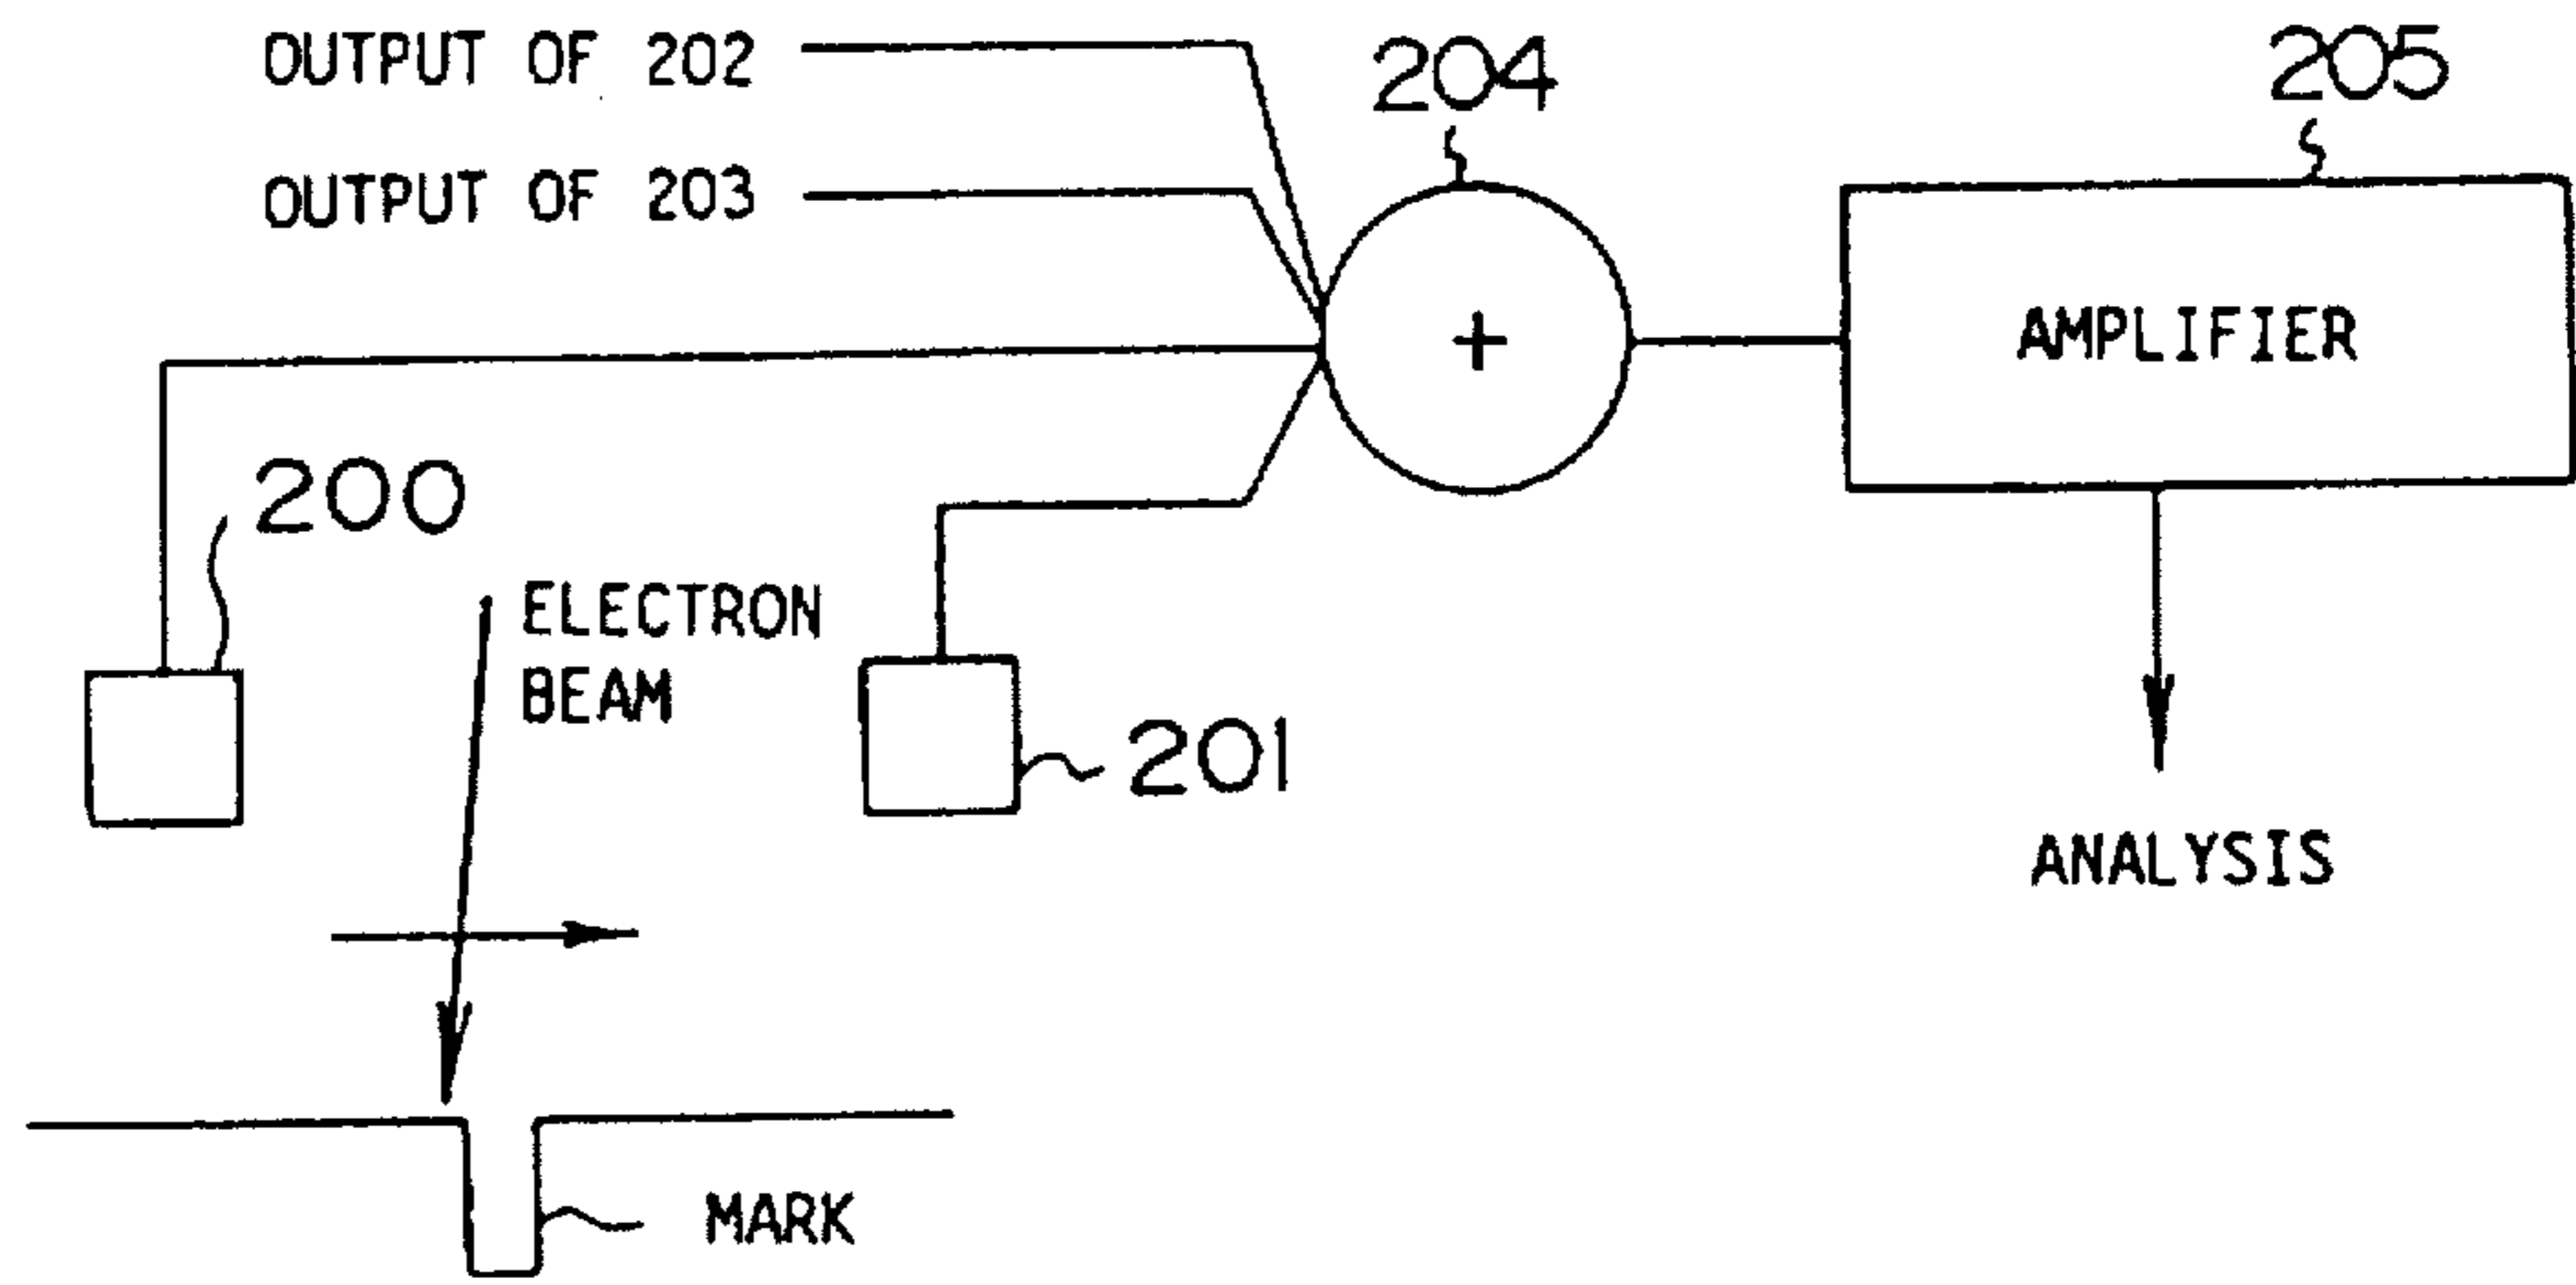 OUTPUT OF 202
204
205
OUTPUT OF 203
+
AMPLIFIER
200
ELECTRON
BEAM
201
ANALYSIS
MARK